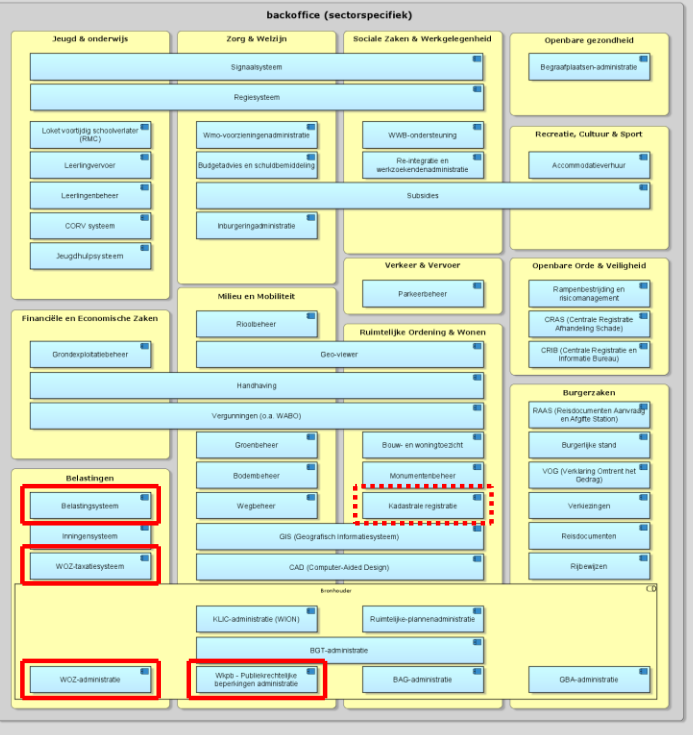 backoffice (sectorspecifiek)
Jeugd & onderwijs
Zorg & Welzijn
Sociale Zaken & Werkgelegenheid
Openbare gezondheid
Signaalsysteem
Begraafplaatsen-administratie
Regiesysteem
Loket voortijdig schoolverlater
(RMC)
Wmo-voorzieningenadministratie
WWB-ondersteuning
Recreatie, Cultuur & Sport
Leerlingvervoer
Budgetadvies en schuldbemiddeling
Re-integratie en
werkzoekendenadministratie
Accommodatieverhuur
Leerlingenbeheer
Subsidies
CORV systeem
Inburgeringadministratie
Jeugdhulpsysteem
Verkeer & Vervoer
Openbare Orde & Veiligheid
Parkeerbeheer
Rampenbestrijding en
risicomanagement
Milieu en Mobiliteit
Financiële en Economische Zaken
Rioolbeheer
Ruimtelijke Ordening & Wonen
CRAS (Centrale Registratie
Afhandeling Schade)
Grondexploitatiebeheer
Geo-viewer
CRIB (Centrale Registratie en
Informatie Bureau)
Handhaving
Burgerzaken
Vergunningen (o.a. WABO)
RAAS (Reisdocumenten Aanvraag
en Afgifte Station)
Groenbeheer
Bouw- en woningtoezicht
Burgerlijke stand
Belastingen
Bodembeheer
Monumentenbeheer
VOG (Verklaring Omtrent het
Gedrag)
Belastingsysteem
Wegbeheer
Kadastrale registratie
Verkiezingen
Inningensysteem
GIS (Geografisch Informatiesysteem)
Reisdocumenten
WOZ-taxatiesysteem
CAD (Computer-Aided Design)
Rijbewijzen
Bronhouder
KLIC-administratie (WION)
Ruimtelijke-plannenadministratie
BGT-administratie
WOZ-administratie
Wkpb - Publiekrechtelijke
beperkingen administratie
BAG-administratie
GBA-administratie